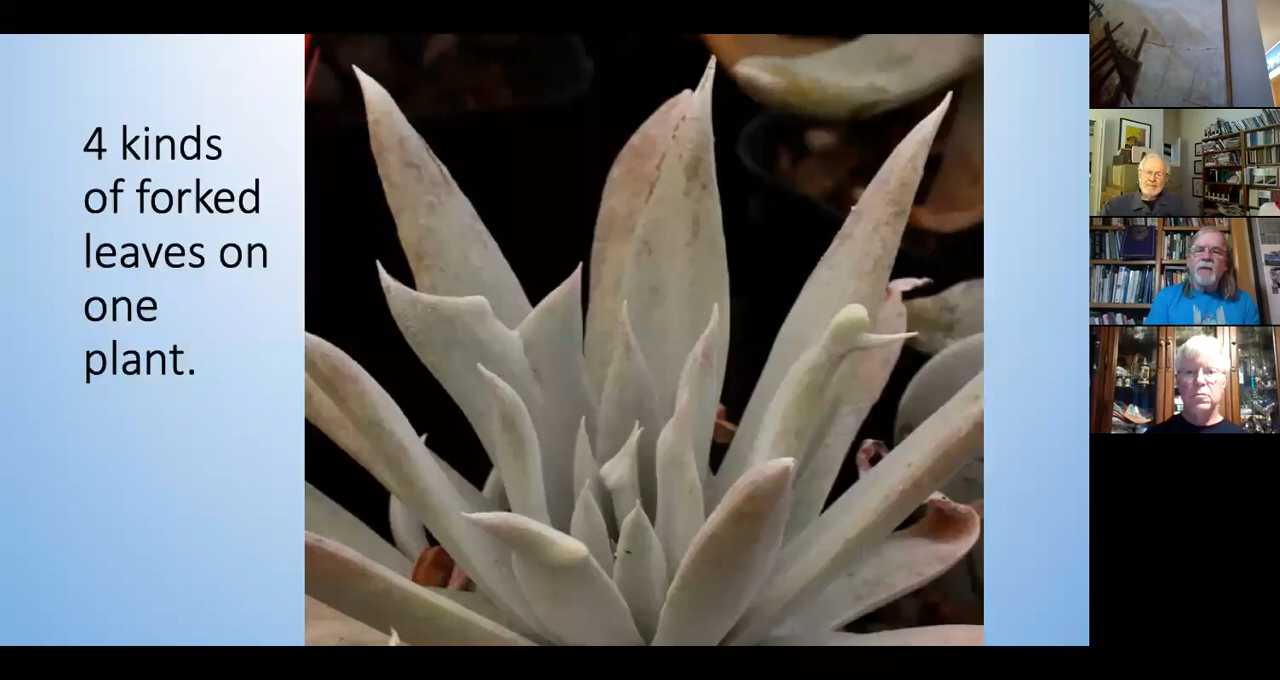 4 kinds
of forked
leaves on
one
plant.